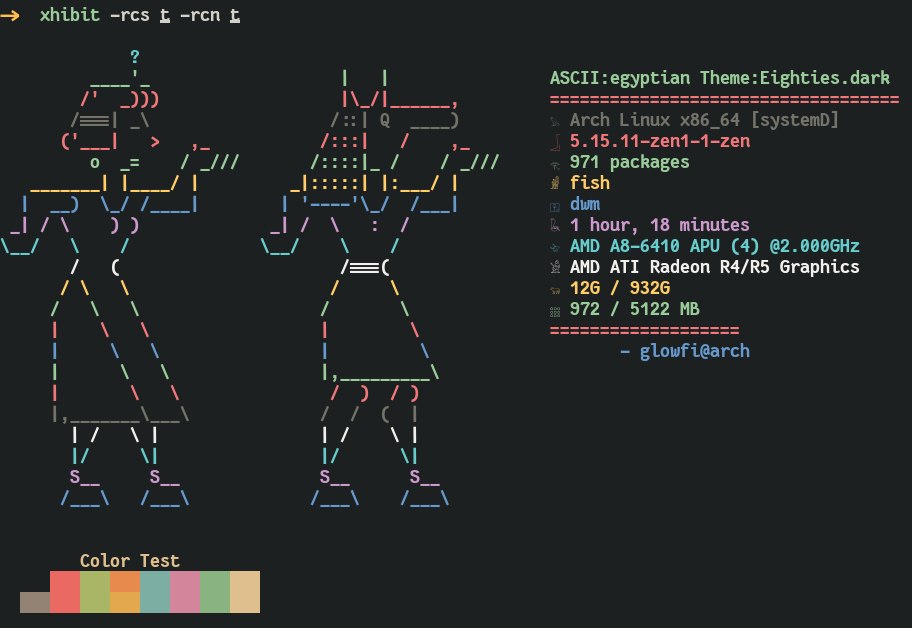 → xhibit -rcs t -rcn t
ASCII:egyptian Theme:Eighties.dark
===================================
Arch Linux x86_64 [systemD]
5.15.11-zen1-1-zen
971 packages
fish
dwm
1 hour, 18 minutes
AMD A8-6410 APU (4) @2.000GHz
AMD ATI Radeon R4/R5 Graphics
12G / 932G
972 / 5122 MB
===================
- glowfi@arch
Color Test